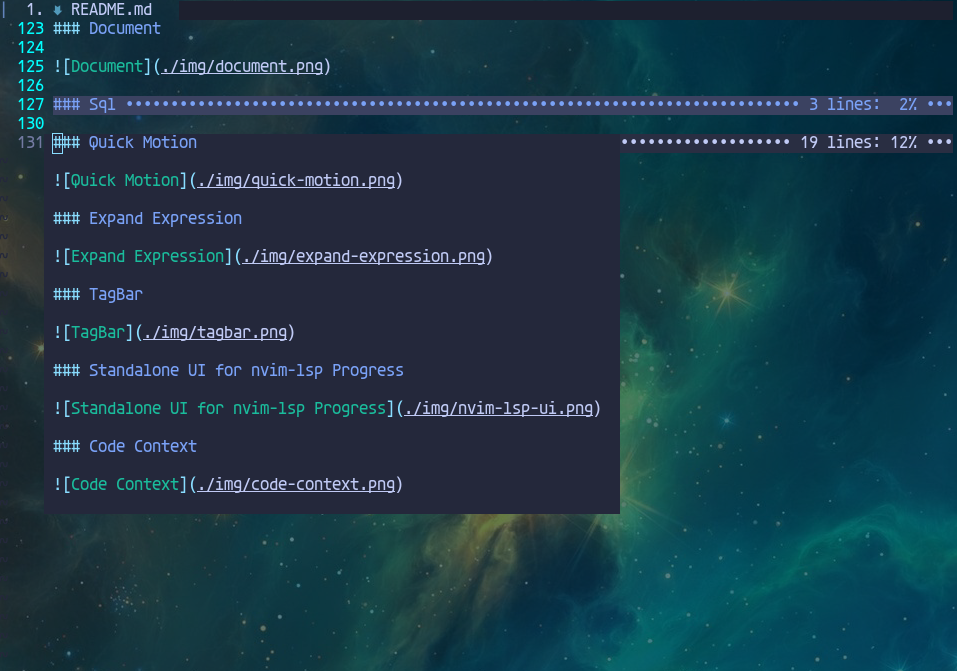 1. README.md
123 ### Document
124
125 ![Document](./img/document.png)
126
127 ### Sql ••••••••••••••••••••••••••••••••••••••••••••••••••••••••••••••••••••••••••• 3 lines: 2% •••
130
131 ### Quick Motion ••••••••••••••••••• 19 lines: 12% •••
![Quick Motion](./img/quick-motion.png)
### Expand Expression
![Expand Expression](./img/expand-expression.png)
### TagBar
![TagBar](./img/tagbar.png)
### Standalone UI for nvim-lsp Progress
![Standalone UI for nvim-lsp Progress](./img/nvim-lsp-ui.png)
### Code Context
![Code Context](./img/code-context.png)